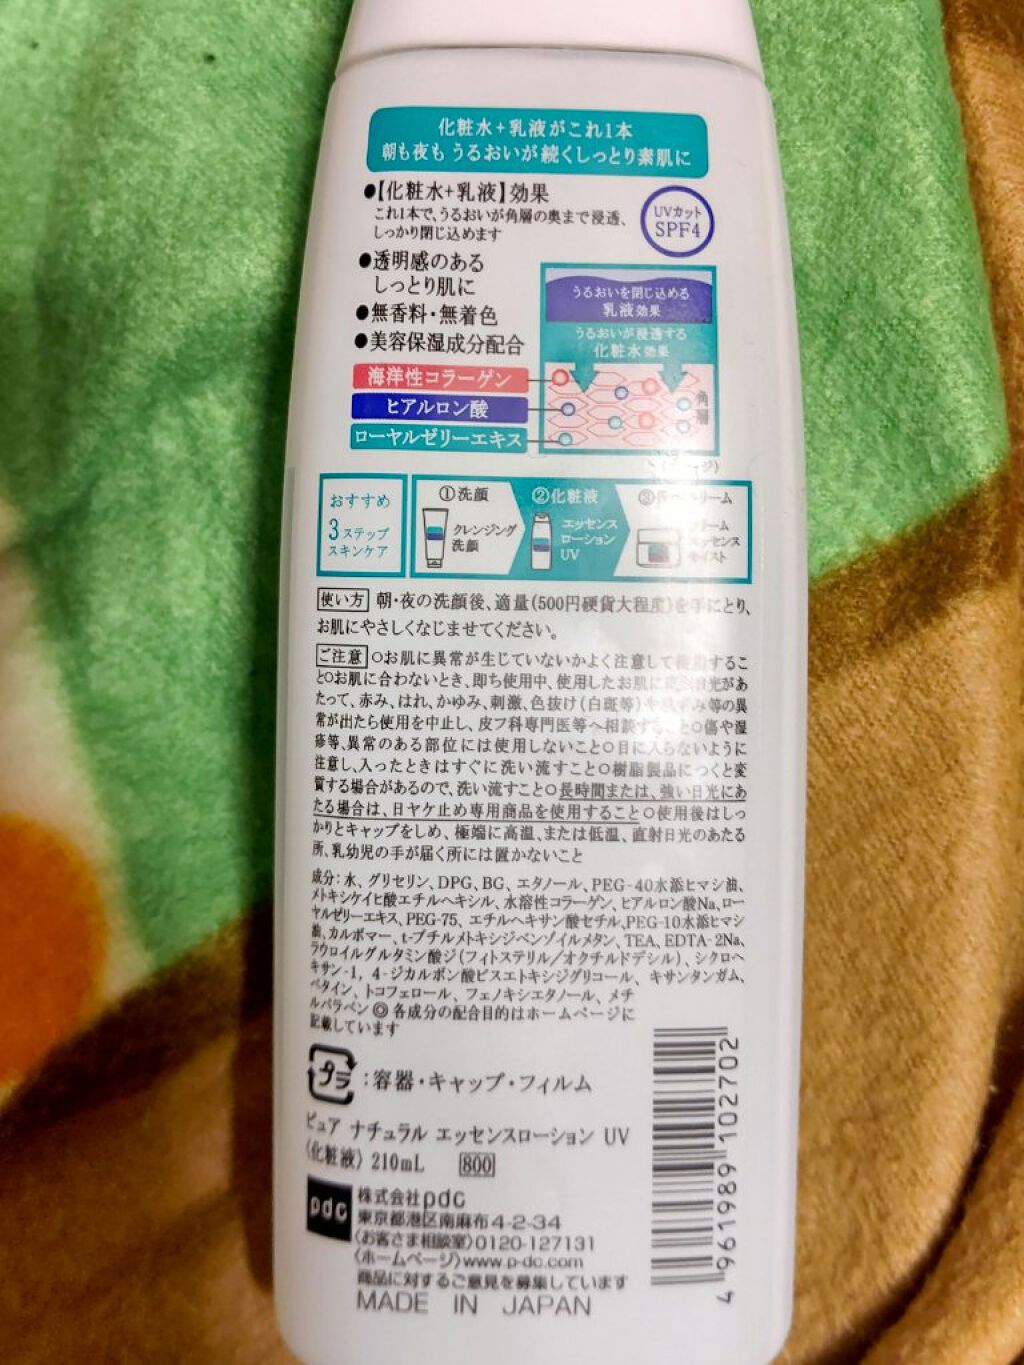 化粧水+乳液がこれ1本
朝も夜も うるおいが続くしっとり素肌に
●【化粧水+乳液】効果
これ1本で、うるおいが角層の奥まで浸透、
しっかり閉じ込めます
UVカット
SPF4
●透明感のある
しっとり肌に
●無香料・無着色
●美容保湿成分配合
海洋性コラーゲン
ヒアルロン酸
ローヤルゼリーエキス
うるおいを閉じ込める
乳液効果
うるおいが浸透する
化粧水効果
角層
おすすめ
3ステップ
スキンケア
①洗顔
クレンジング
洗顔
②化粧液
エッセンス
ローション
UV
③
使い方 朝・夜の洗顔後、適量(500円硬貨大程度)を手にとり、
お肌にやさしくなじませてください。
ご注意 ○お肌に異常が生じていないかよく注意して使用するこ
と○お肌に合わないとき、即ち使用中、使用したお肌に直射日光があ
たって、赤み、はれ、かゆみ、刺激、色抜け(白斑等)や黒ずみ等の異
常が出たら使用を中止し、皮フ科専門医等へ相談すること○傷や湿
疹等、異常のある部位には使用しないこと○目に入らないように
注意し、入ったときはすぐに洗い流すこと○樹脂製品につくと変
質する場合があるので、洗い流すこと○長時間または、強い日光にあ
たる場合は、日ヤケ止め専用商品を使用すること○使用後はしっ
かりとキャップをしめ、極端に高温、または低温、直射日光のあたる
所、乳幼児の手が届く所には置かないこと
成分:水、グリセリン、DPG、BG、エタノール、PEG-40水添ヒマシ油、
メトキシケイヒ酸エチルヘキシル、水溶性コラーゲン、ヒアルロン酸Na、ロー
ヤルゼリーエキス、PEG-75、エチルヘキサン酸セチル、PEG-10水添ヒマシ
油、カルボマー、t-ブチルメトキシジベンゾイルメタン、TEA、EDTA-2Na、
ラウロイルグルタミン酸ジ(フィトステリル/オクチルドデシル)、シクロヘ
キサン-1, 4-ジカルボン酸ビスエトキシジグリコール、キサンタンガム、
ベタイン、トコフェロール、フェノキシエタノール、メチ
ルパラベン◎各成分の配合目的はホームページに
記載しています
プラ :容器・キャップ・フィルム
ピュア ナチュラル エッセンスローション UV
〈化粧液〉 210mL 800
pdc 株式会社pdc
東京都港区南麻布4-2-34
〈お客さま相談室〉0120-127131
〈ホームページ〉www.p-dc.com
商品に対するご意見を募集しています
MADE IN JAPAN
4961989102702